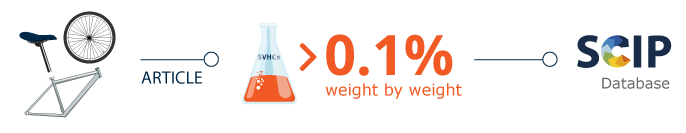 ARTICLE
SVHCs
> 0.1%
weight by weight
SCIP
Database